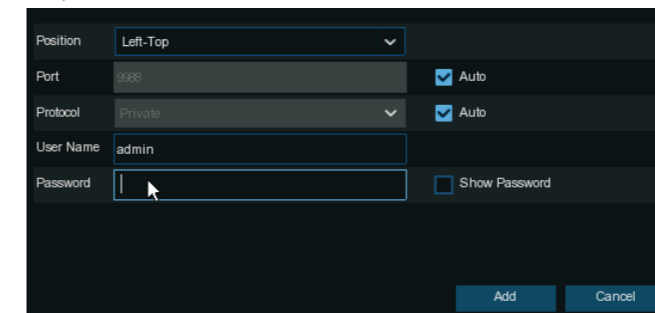 Position Left-Top
Port 9988 Auto
Protocol Private Auto
User Name admin
Password Show Password
Add Cancel